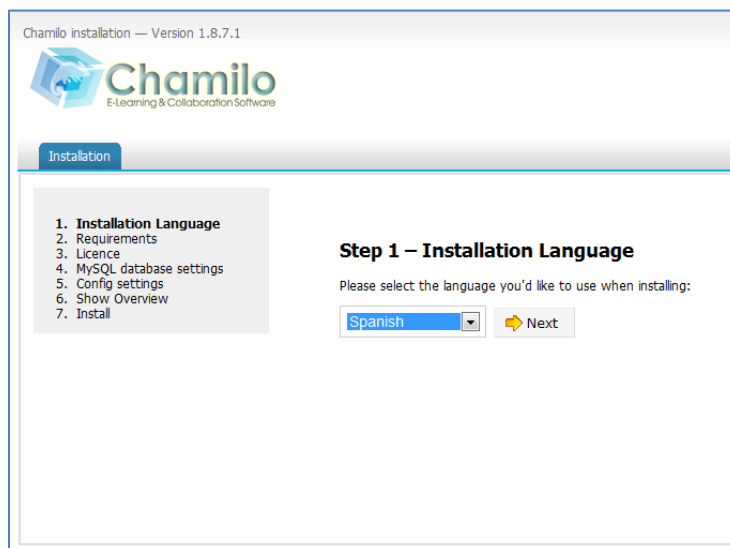 Chamilo installation — Version 1.8.7.1
Chamilo
E-Learning & Collaboration Software
Installation
1. Installation Language
2. Requirements
3. Licence
4. MySQL database settings
5. Config settings
6. Show Overview
7. Install
Step 1 – Installation Language
Please select the language you'd like to use when installing:
Spanish
Next